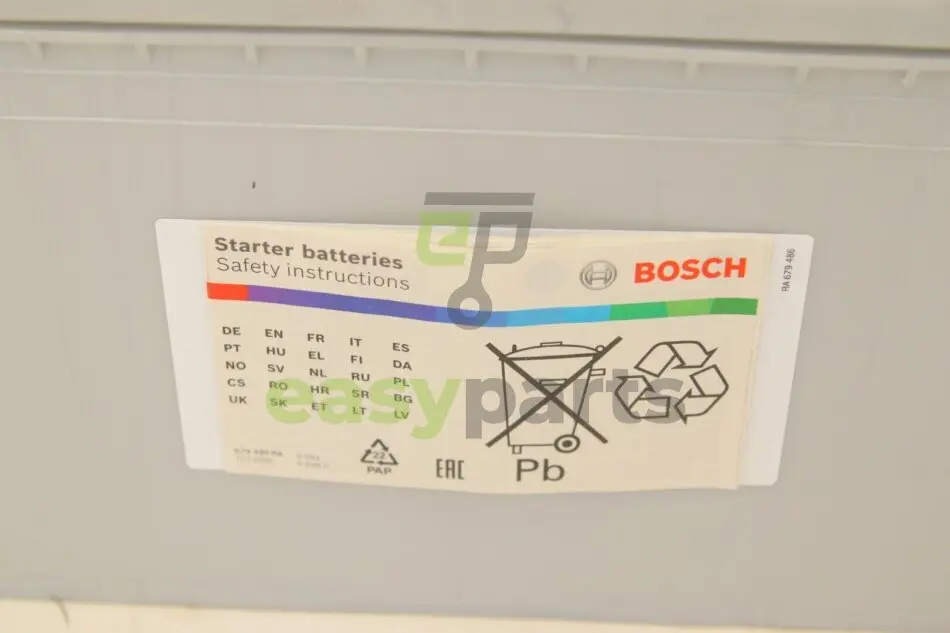 Starter batteries
Safety instructions
BOSCH
RA 679 486
DE EN FR IT ES
PT HU EL FI DA
NO SV NL RU PL
CS RO HR SR BG
UK SK ET LT LV
easyparts
22
PAP
EAC
Pb